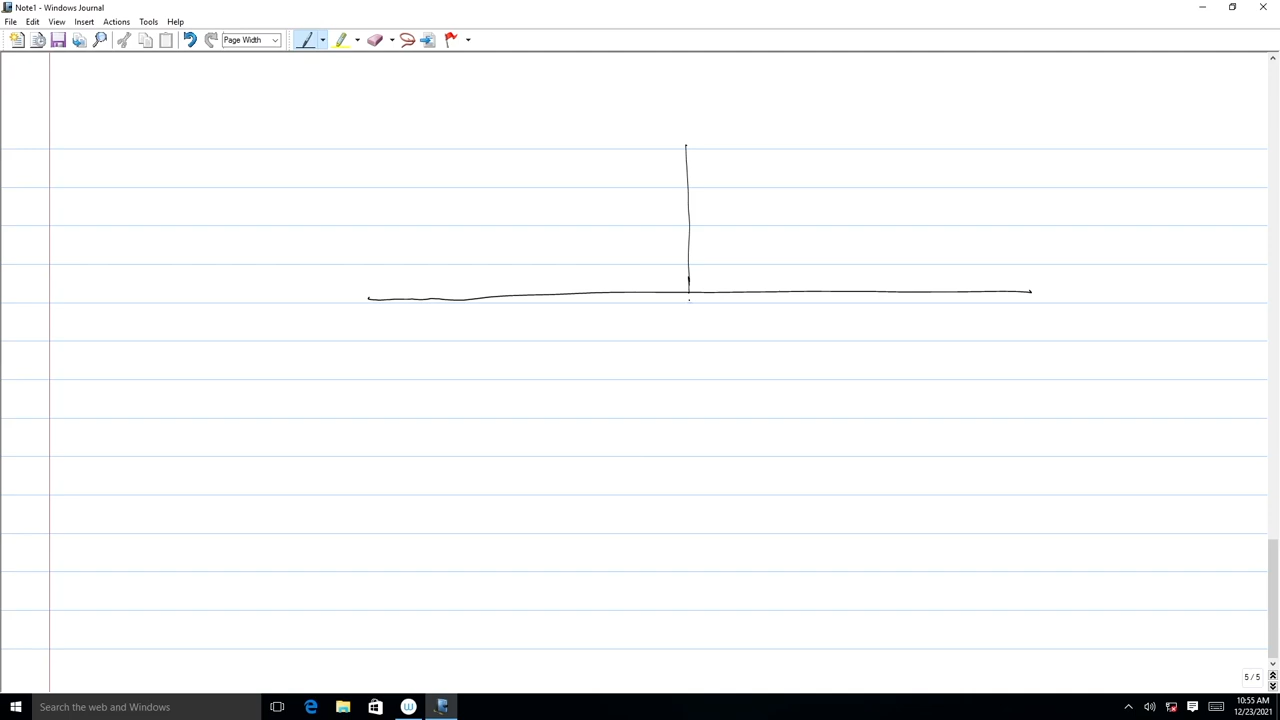 Note1 - Windows Journal
File Edit View Insert Actions Tools Help
Page Width
5 / 5
Search the web and Windows
10:55 AM
12/23/2021